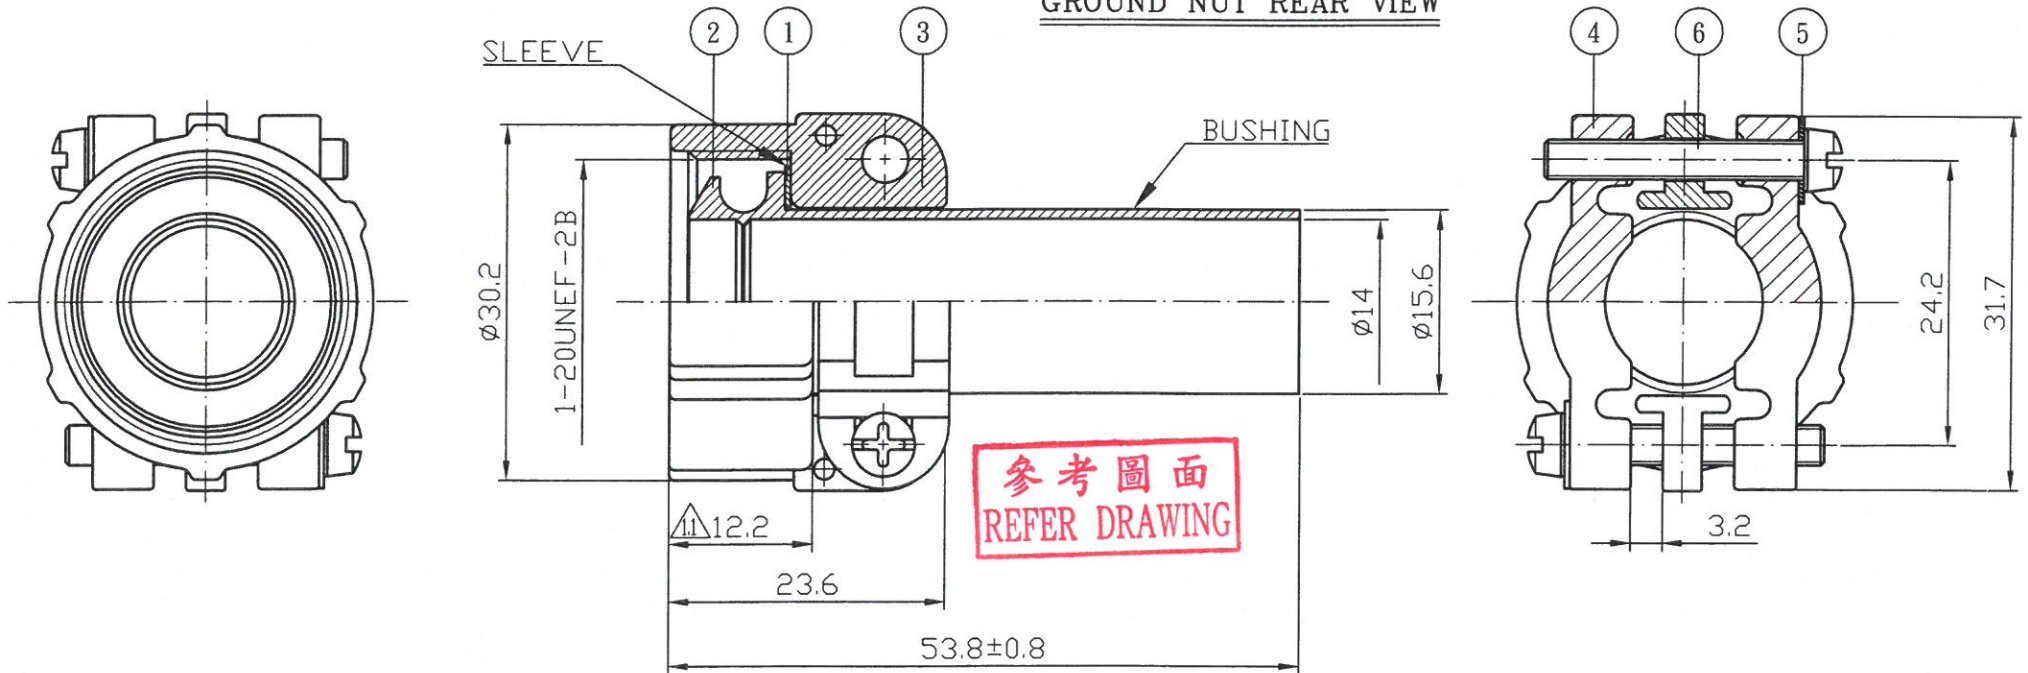 GROUND NUT REAR VIEW
2
1
3
4
6
5
SLEEVE
BUSHING
ø30.2
1-20UNEF-2B
ø14
ø15.6
24.2
31.7
參考圖面
REFER DRAWING
1.1 12.2
3.2
23.6
53.8±0.8